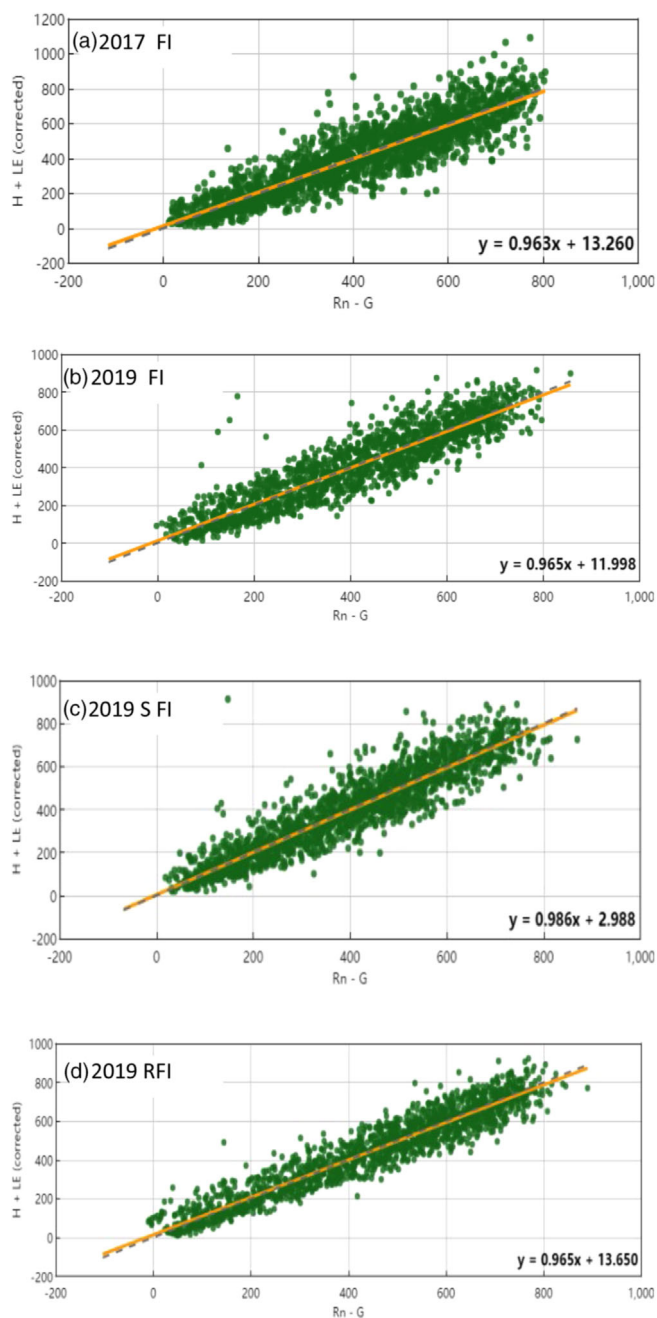 (a)2017 FI
1200
1000
800
600
400
200
0
-200
H + LE (corrected)
y = 0.963x + 13.260
-200 0 200 400 600 800 1,000
Rn - G
(b)2019 FI
1000
800
600
400
200
0
-200
H + LE (corrected)
y = 0.965x + 11.998
-200 0 200 400 600 800 1,000
Rn - G
(c)2019 S FI
1000
800
600
400
200
0
-200
H + LE (corrected)
y = 0.986x + 2.988
-200 0 200 400 600 800 1,000
Rn - G
(d)2019 RFI
1000
800
600
400
200
0
-200
H + LE (corrected)
y = 0.965x + 13.650
-200 0 200 400 600 800 1,000
Rn - G